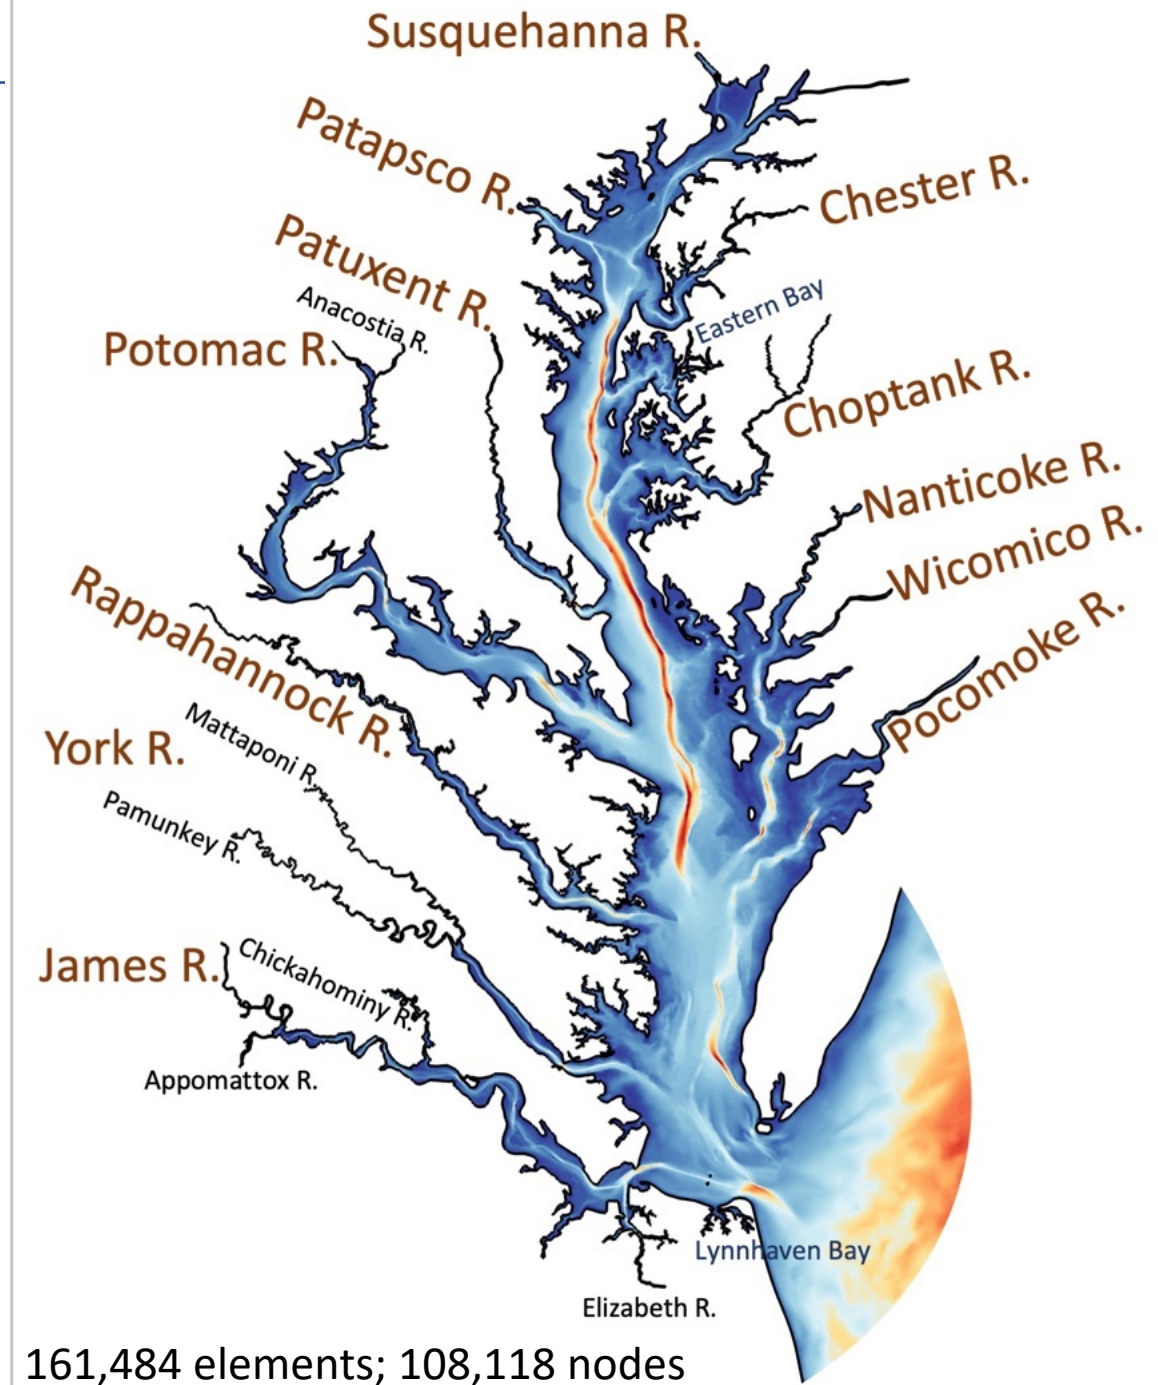 Susquehanna R.
Patapsco R.
Chester R.
Patuxent R.
Anacostia R.
Eastern Bay
Potomac R.
Choptank R.
Nanticoke R.
Wicomico R.
Rappahannock R.
Pocomoke R.
Mattaponi R.
York R.
Pamunkey R.
James R.
Chickahominy R.
Appomattox R.
Lynnhaven Bay
Elizabeth R.
161,484 elements; 108,118 nodes